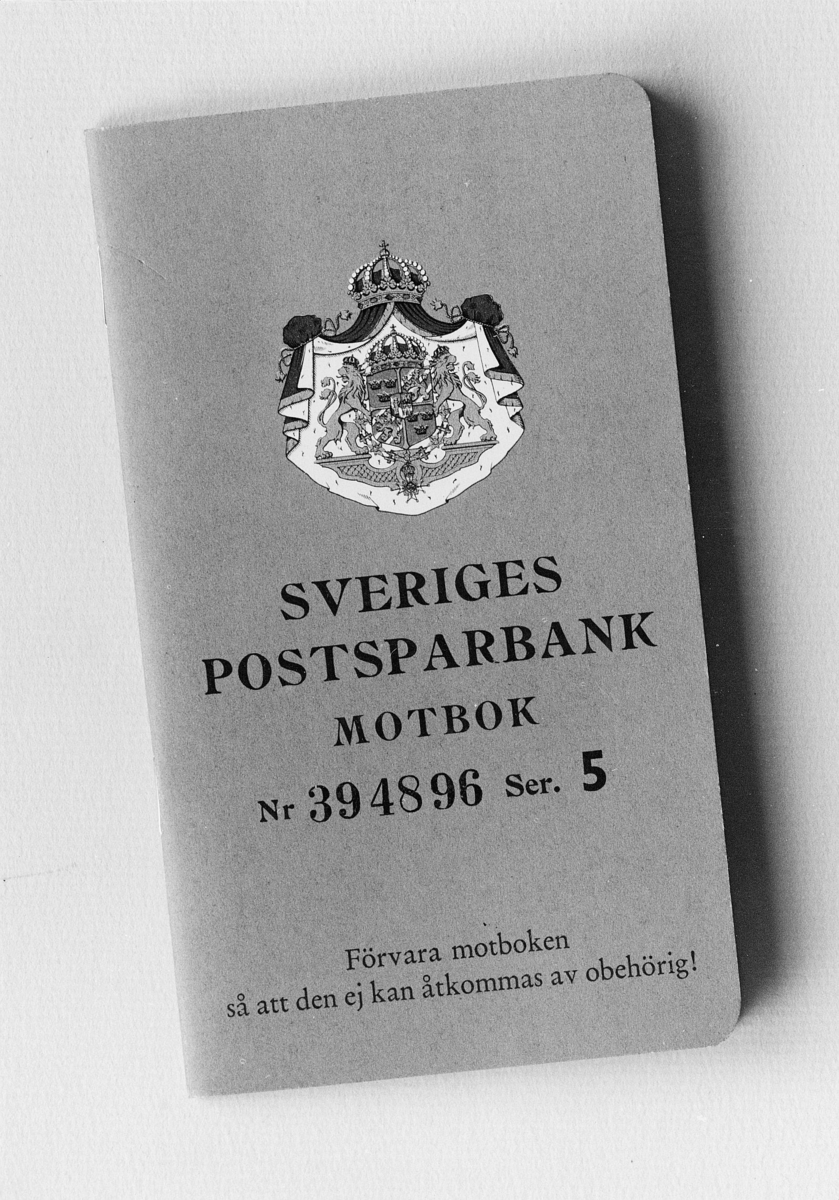 SVERIGES
POSTSPARBANK
MOTBOK
Nr 394896 Ser. 5
Förvara motboken
så att den ej kan åtkommas av obehörig!